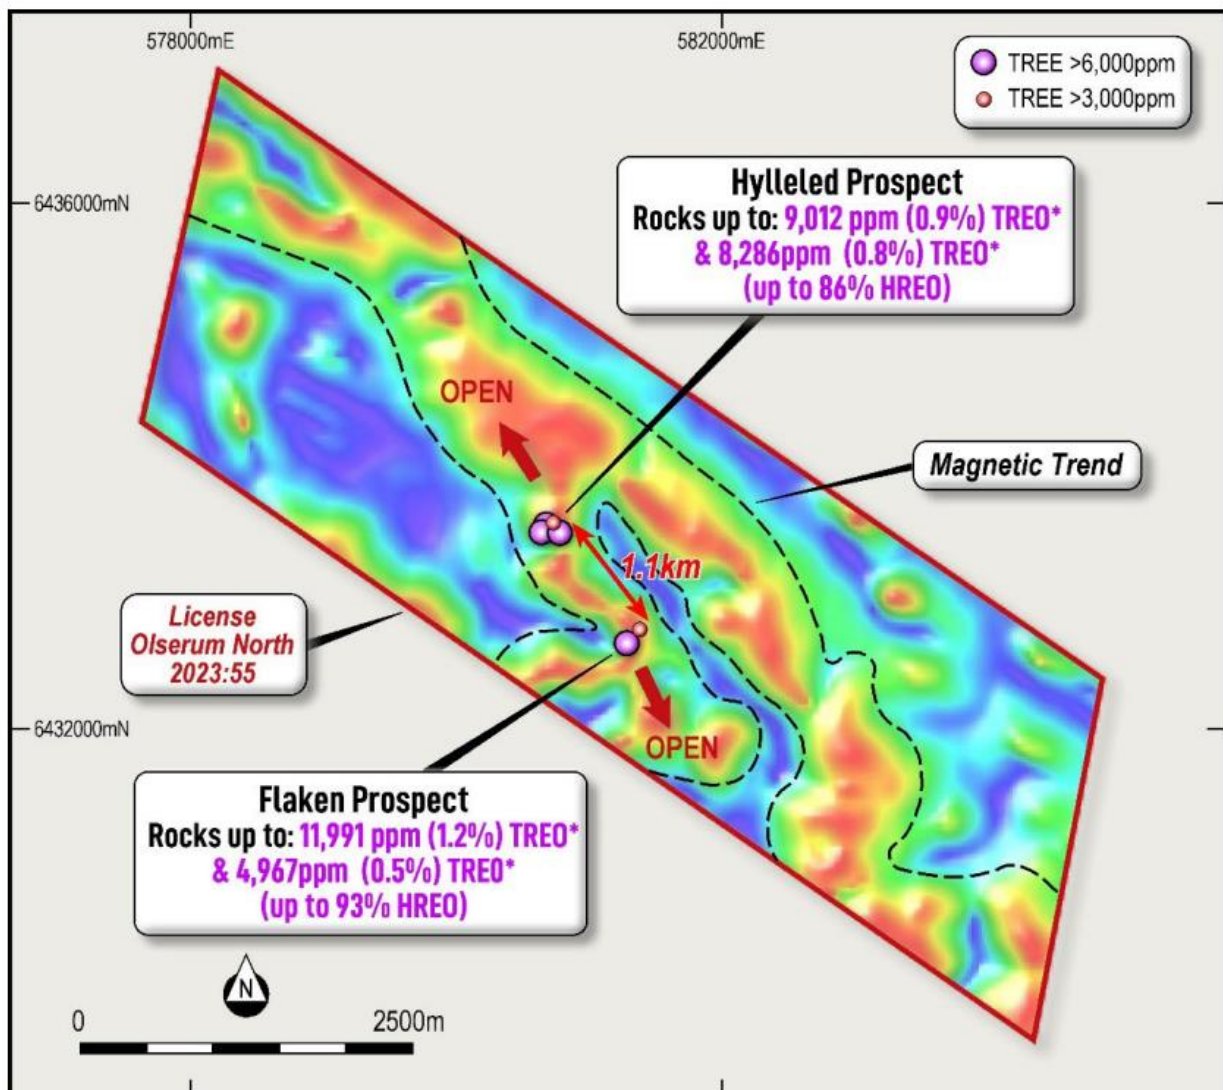 578000mE
582000mE
TREE >6,000ppm
TREE >3,000ppm
6436000mN
Hylleled Prospect
Rocks up to: 9,012 ppm (0.9%) TREO*
& 8,286ppm (0.8%) TREO*
(up to 86% HREO)
OPEN
Magnetic Trend
1.1km
License
Olserum North
2023:55
6432000mN
OPEN
Flaken Prospect
Rocks up to: 11,991 ppm (1.2%) TREO*
& 4,967ppm (0.5%) TREO*
(up to 93% HREO)
N
0
2500m